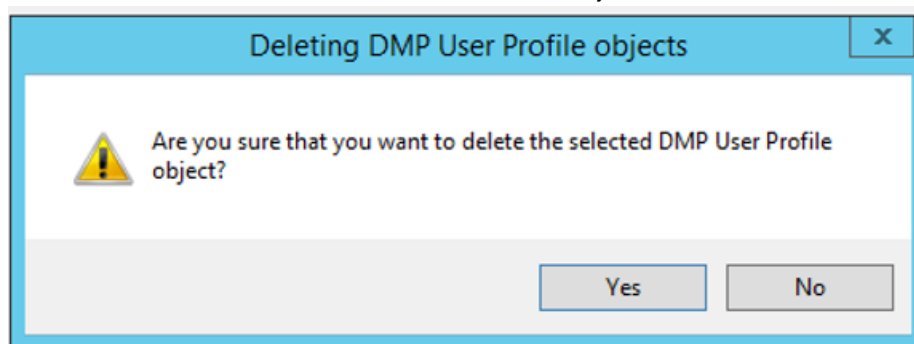 Deleting DMP User Profile objects
x
Are you sure that you want to delete the selected DMP User Profile
object?
Yes
No